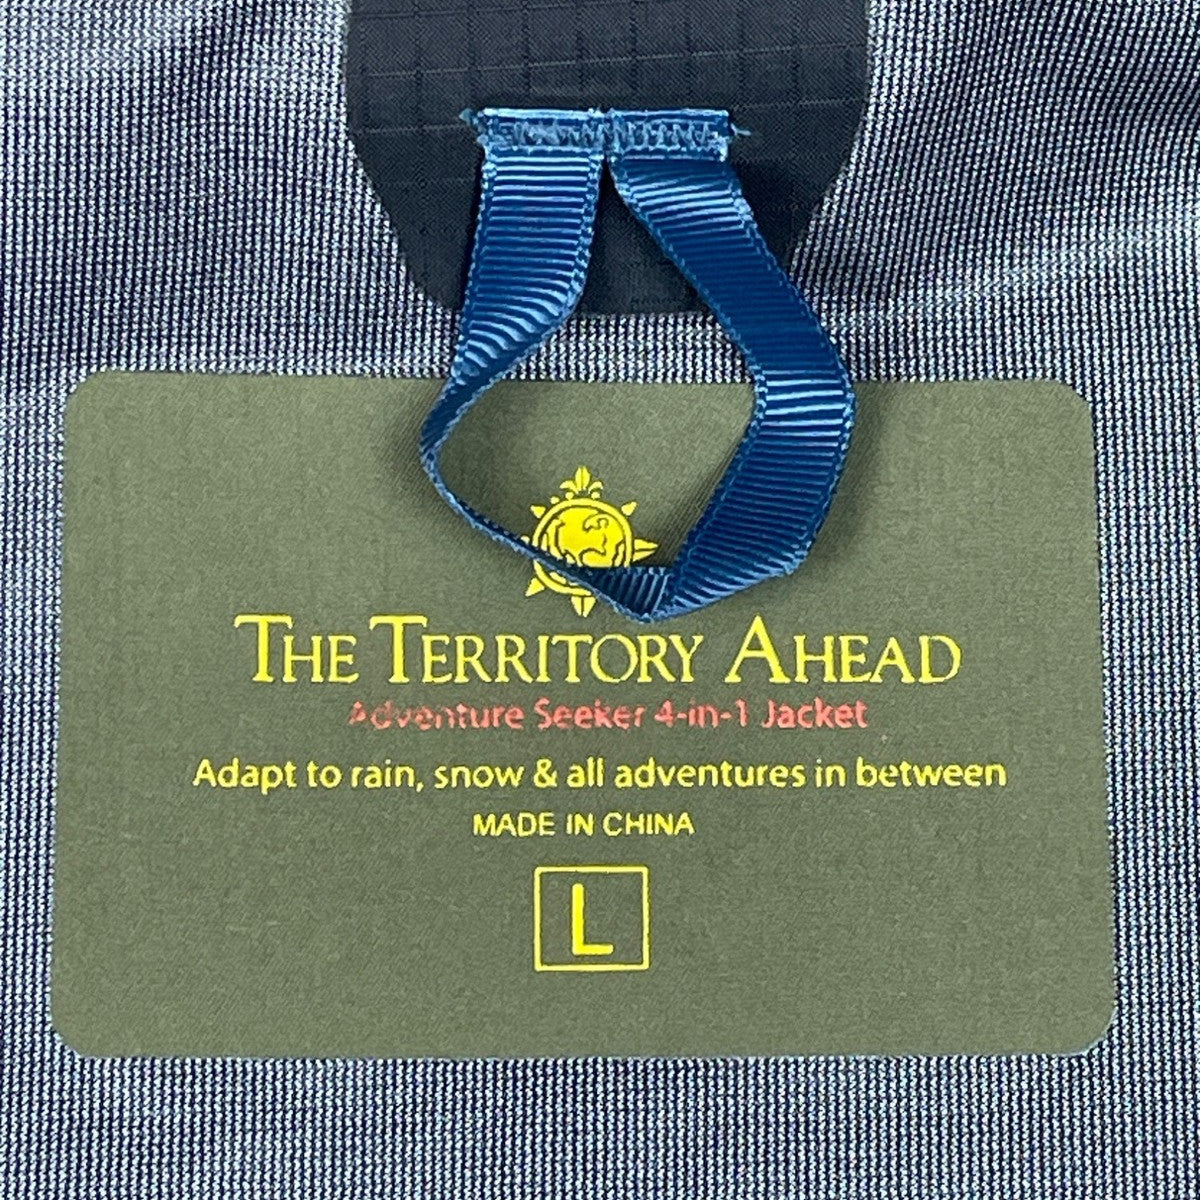 THE TERRITORY AHEAD
Adventure Seeker 4-in-1 Jacket
Adapt to rain, snow & all adventures in between
MADE IN CHINA
L